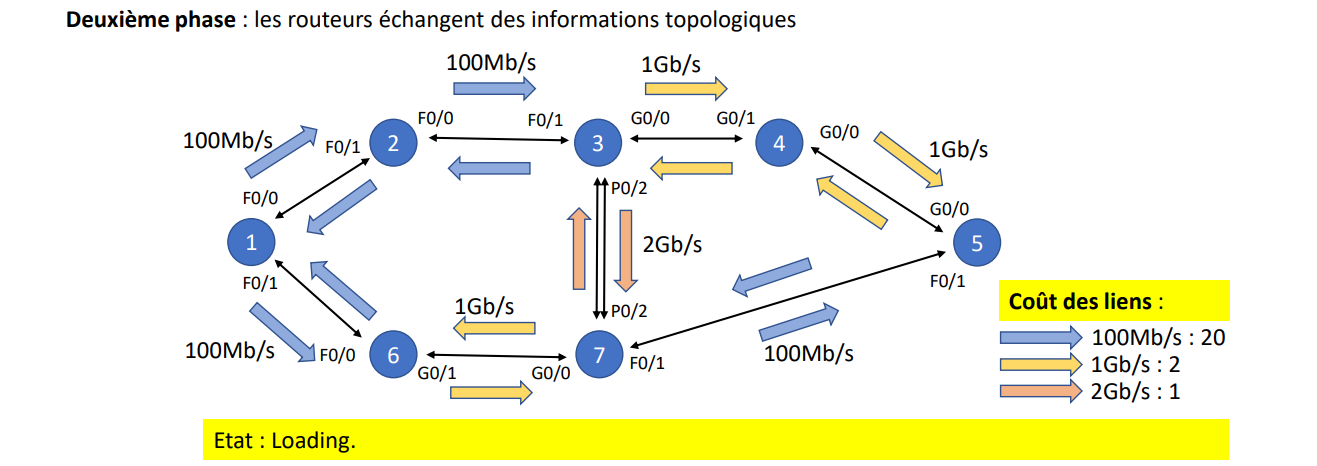 Deuxième phase : les routeurs échangent des informations topologiques
100Mb/s
1Gb/s
100Mb/s
F0/1
2
F0/0
F0/1
3
G0/0
G0/1
4
G0/0
1Gb/s
F0/0
P0/2
G0/0
1
2Gb/s
5
F0/1
F0/1
1Gb/s
P0/2
Coût des liens :
100Mb/s : 20
1Gb/s : 2
2Gb/s : 1
100Mb/s
F0/0
6
G0/1
G0/0
7
F0/1
100Mb/s
Etat : Loading.